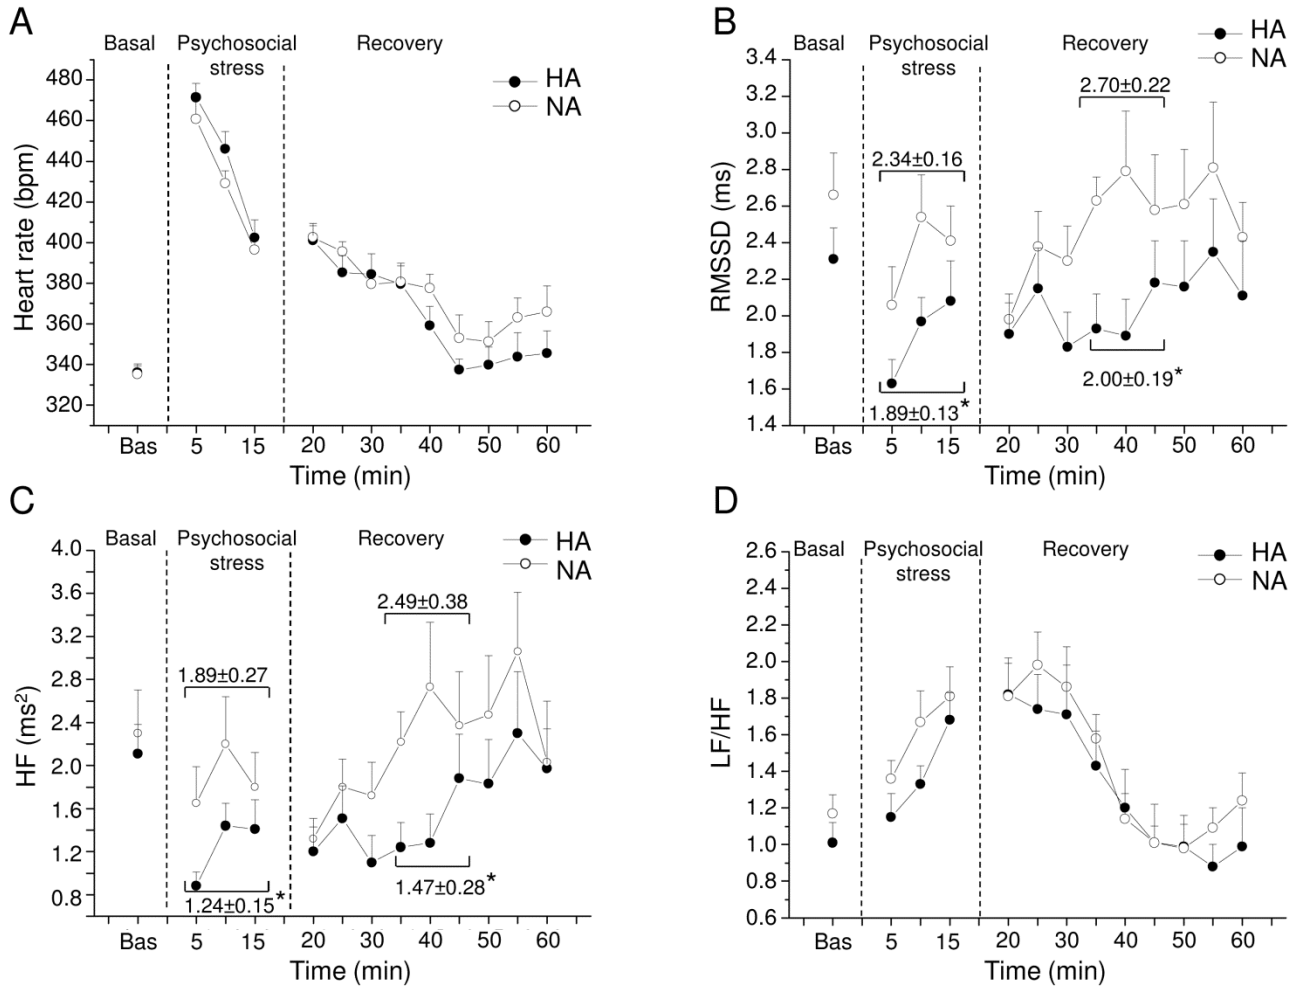 A
Basal
Psychosocial
stress
Recovery
HA
NA
Heart rate (bpm)
480
460
440
420
400
380
360
340
320
Bas 5 15 20 30 40 50 60
Time (min)
B
Basal
Psychosocial
stress
Recovery
HA
NA
RMSSD (ms)
3.4
3.2
3.0
2.8
2.6
2.4
2.2
2.0
1.8
1.6
1.4
2.34±0.16
2.70±0.22
1.89±0.13*
2.00±0.19*
Bas 5 15 20 30 40 50 60
Time (min)
C
Basal
Psychosocial
stress
Recovery
HA
NA
HF (ms²)
4.0
3.6
3.2
2.8
2.4
2.0
1.6
1.2
0.8
1.89±0.27
2.49±0.38
1.24±0.15*
1.47±0.28*
Bas 5 15 20 30 40 50 60
Time (min)
D
Basal
Psychosocial
stress
Recovery
HA
NA
LF/HF
2.6
2.4
2.2
2.0
1.8
1.6
1.4
1.2
1.0
0.8
0.6
Bas 5 15 20 30 40 50 60
Time (min)